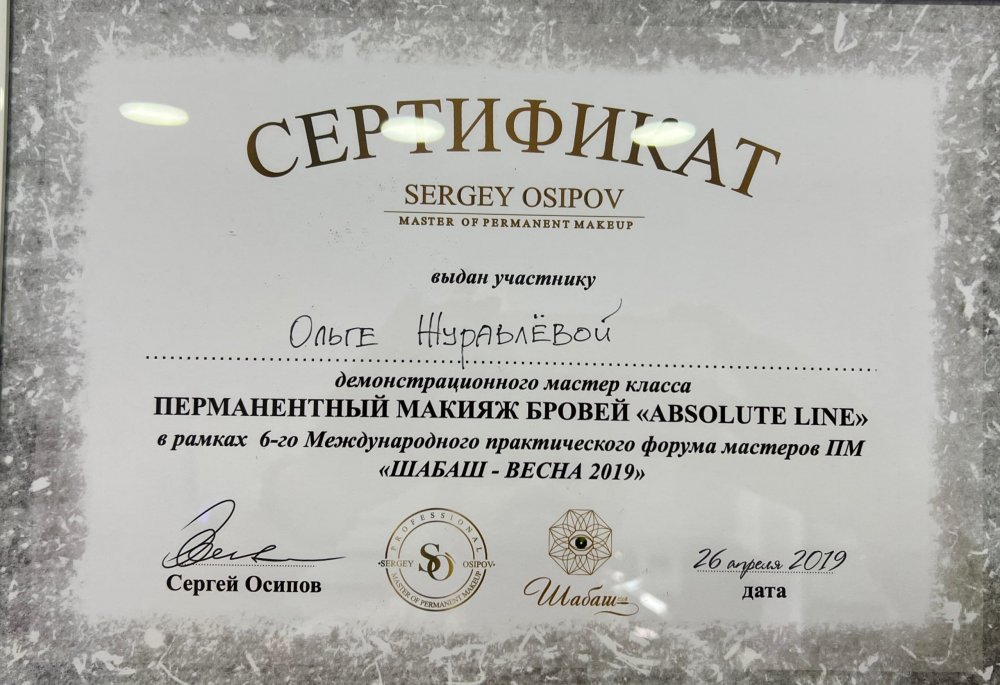 СЕРТИФИКАТ
SERGEY OSIPOV
MASTER OF PERMANENT MAKEUP
выдан участнику
Ольге Журавлёвой
демонстрационного мастер класса
ПЕРМАНЕНТНЫЙ МАКИЯЖ БРОВЕЙ «ABSOLUTE LINE»
в рамках 6-го Международного практического форума мастеров ПМ
«ШАБАШ - ВЕСНА 2019»
Сергей Осипов
PROFESSIONAL
SERGEY SO OSIPOV
MASTER OF PERMANENT MAKEUP
Шабаш
26 апреля 2019
дата